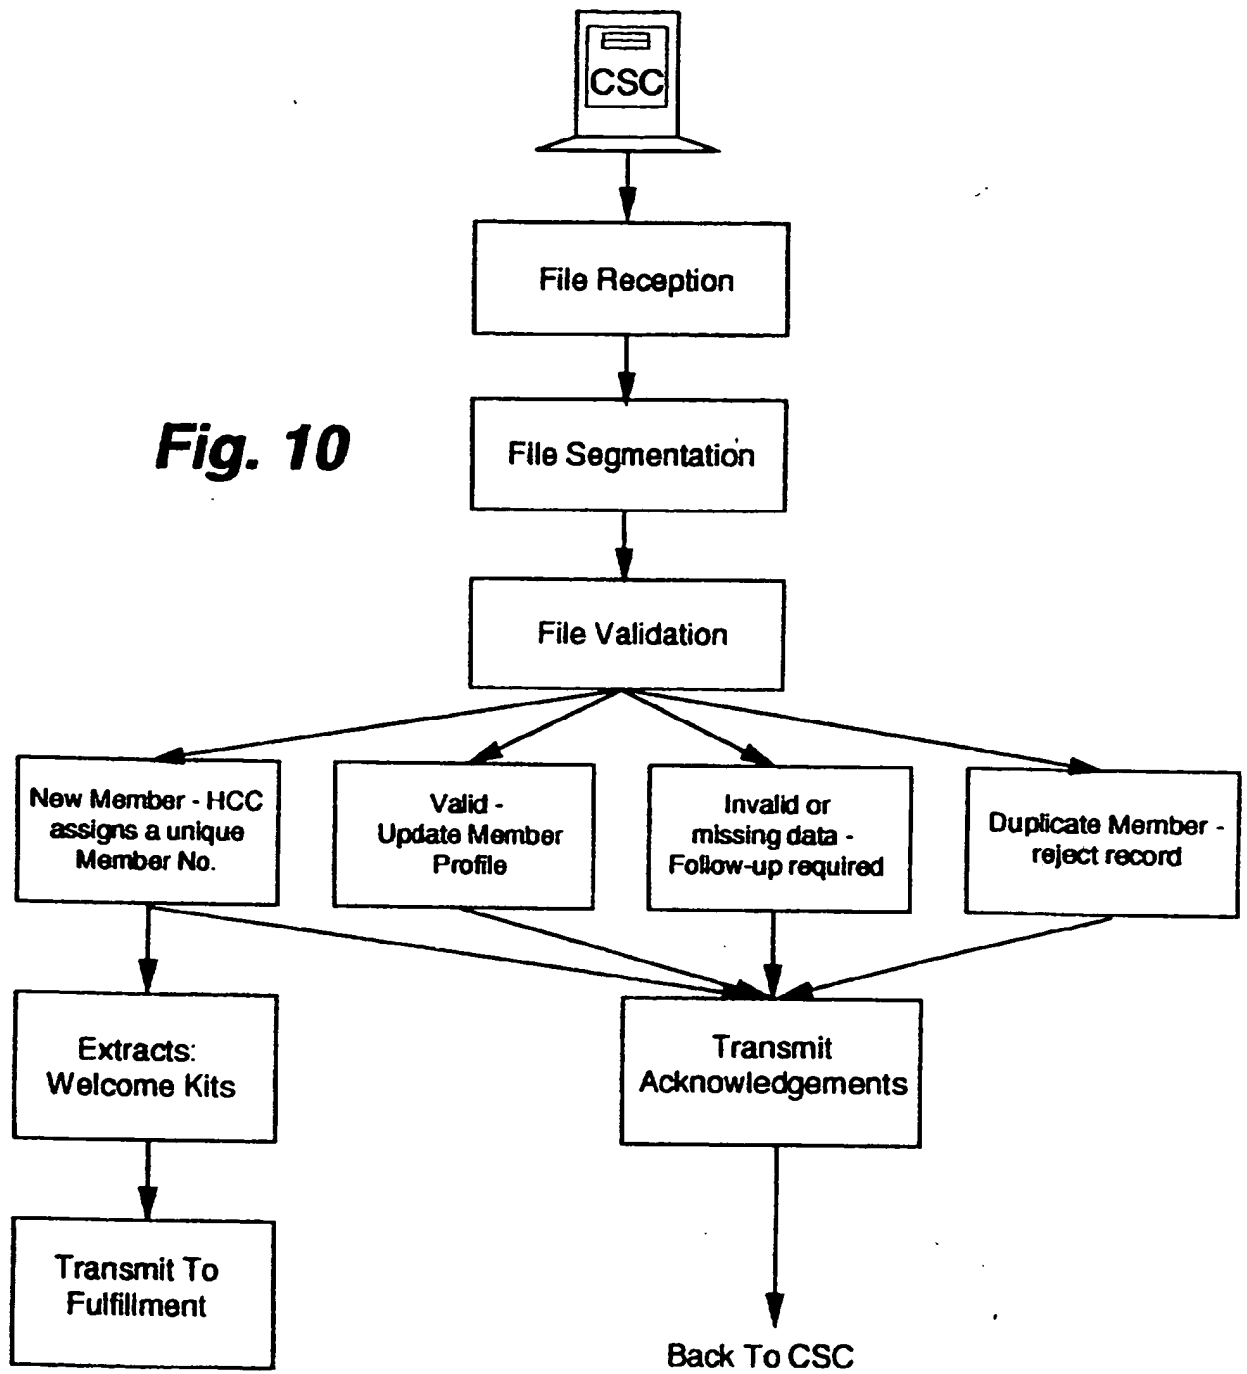 CSC
File Reception
Fig. 10
File Segmentation
File Validation
New Member - HCC
assigns a unique
Member No.
Valid -
Update Member
Profile
Invalid or
missing data -
Follow-up required
Duplicate Member -
reject record
Extracts:
Welcome Kits
Transmit
Acknowledgements
Transmit To
Fulfillment
Back To CSC